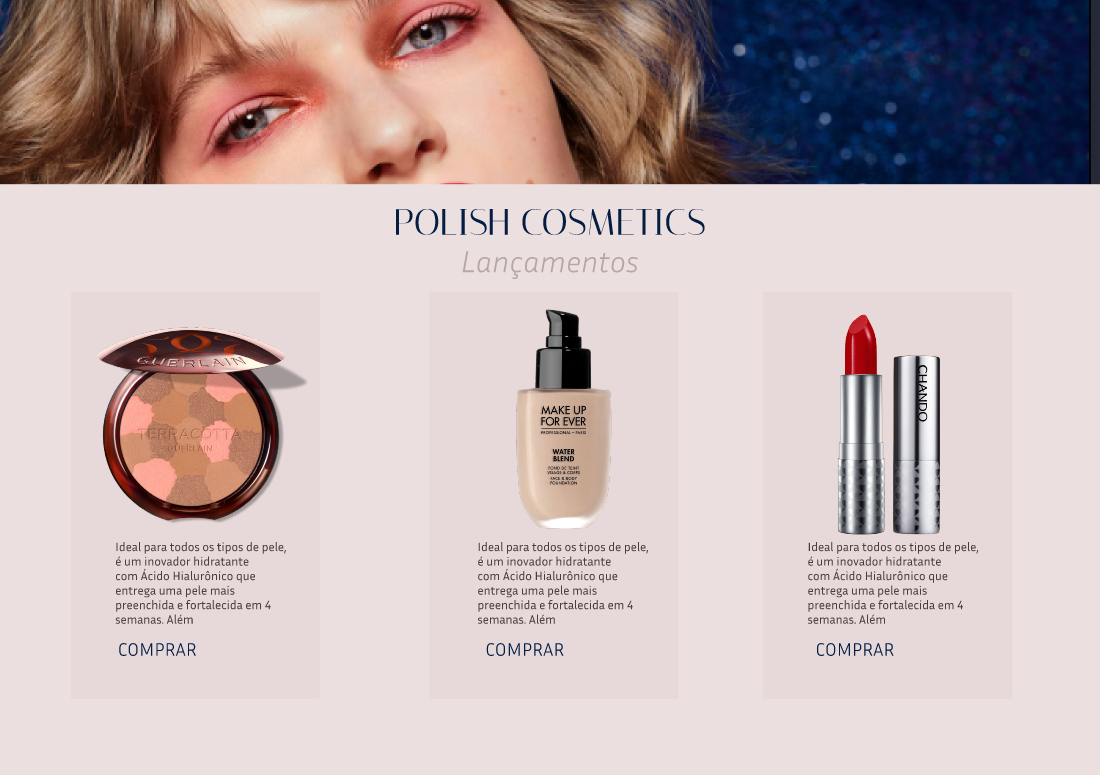 POLISH COSMETICS
Lançamentos
GUERLAIN
TERRACOTTA
GUERLAIN
Ideal para todos os tipos de pele,
é um inovador hidratante
com Ácido Hialurônico que
entrega uma pele mais
preenchida e fortalecida em 4
semanas. Além
COMPRAR
MAKE UP
FOR EVER
PROFESSIONAL - PARIS
WATER
BLEND
FOND DE TEINT
VISAGE & CORPS
FACE & BODY
FOUNDATION
Ideal para todos os tipos de pele,
é um inovador hidratante
com Ácido Hialurônico que
entrega uma pele mais
preenchida e fortalecida em 4
semanas. Além
COMPRAR
CHANDO
Ideal para todos os tipos de pele,
é um inovador hidratante
com Ácido Hialurônico que
entrega uma pele mais
preenchida e fortalecida em 4
semanas. Além
COMPRAR